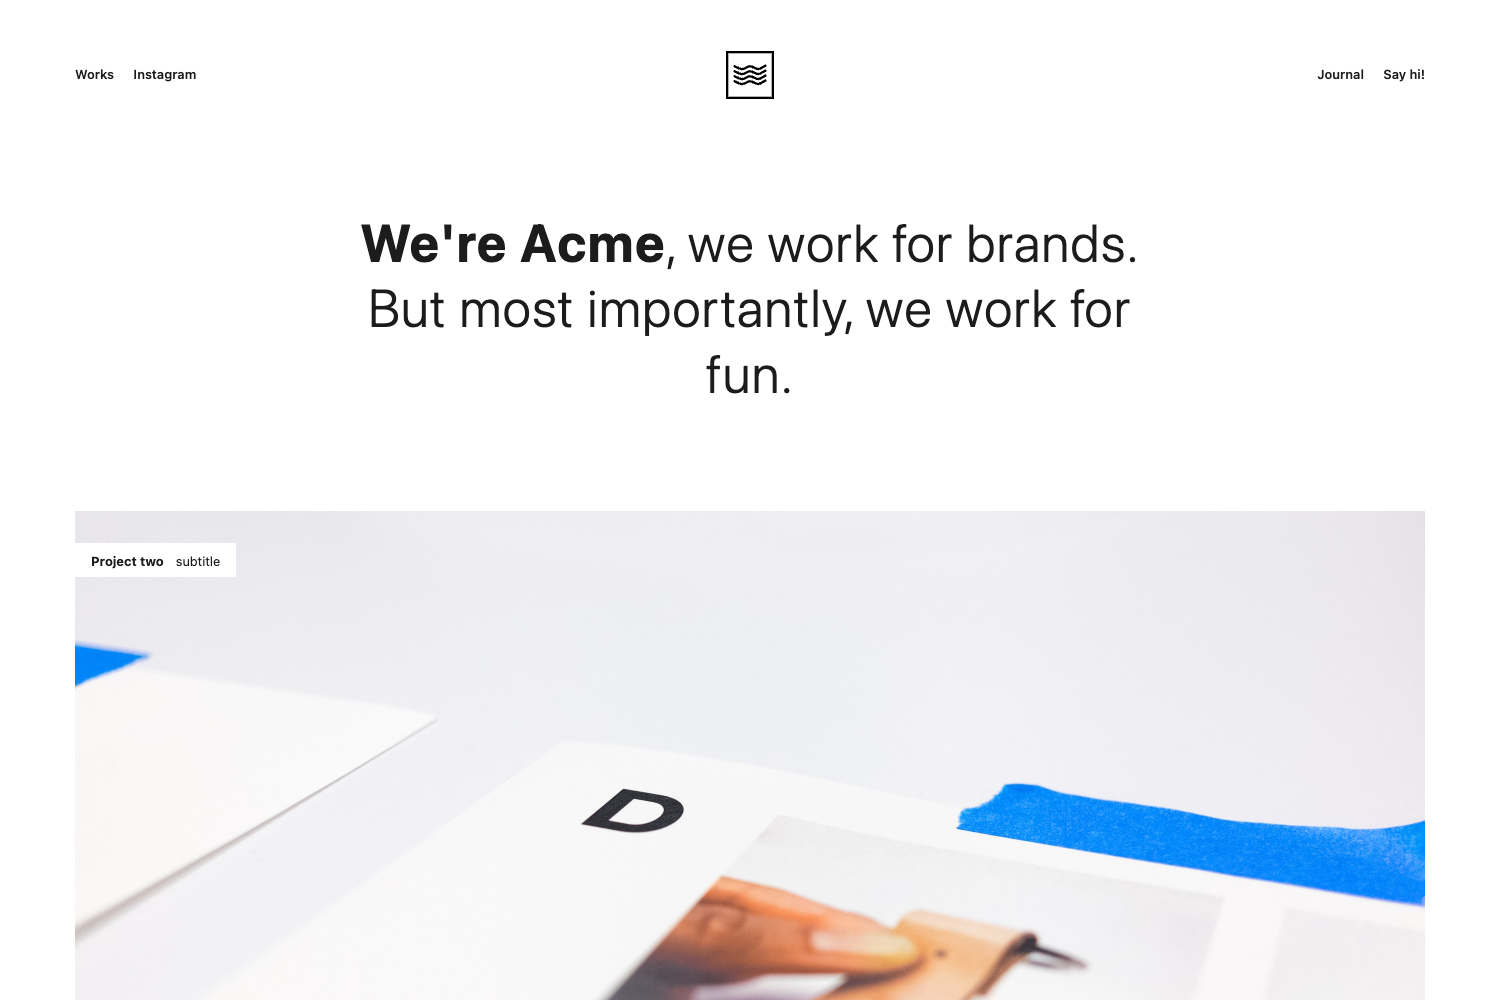 Works Instagram Journal Say hi!
We're Acme, we work for brands.
But most importantly, we work for
fun.
Project two subtitle
D